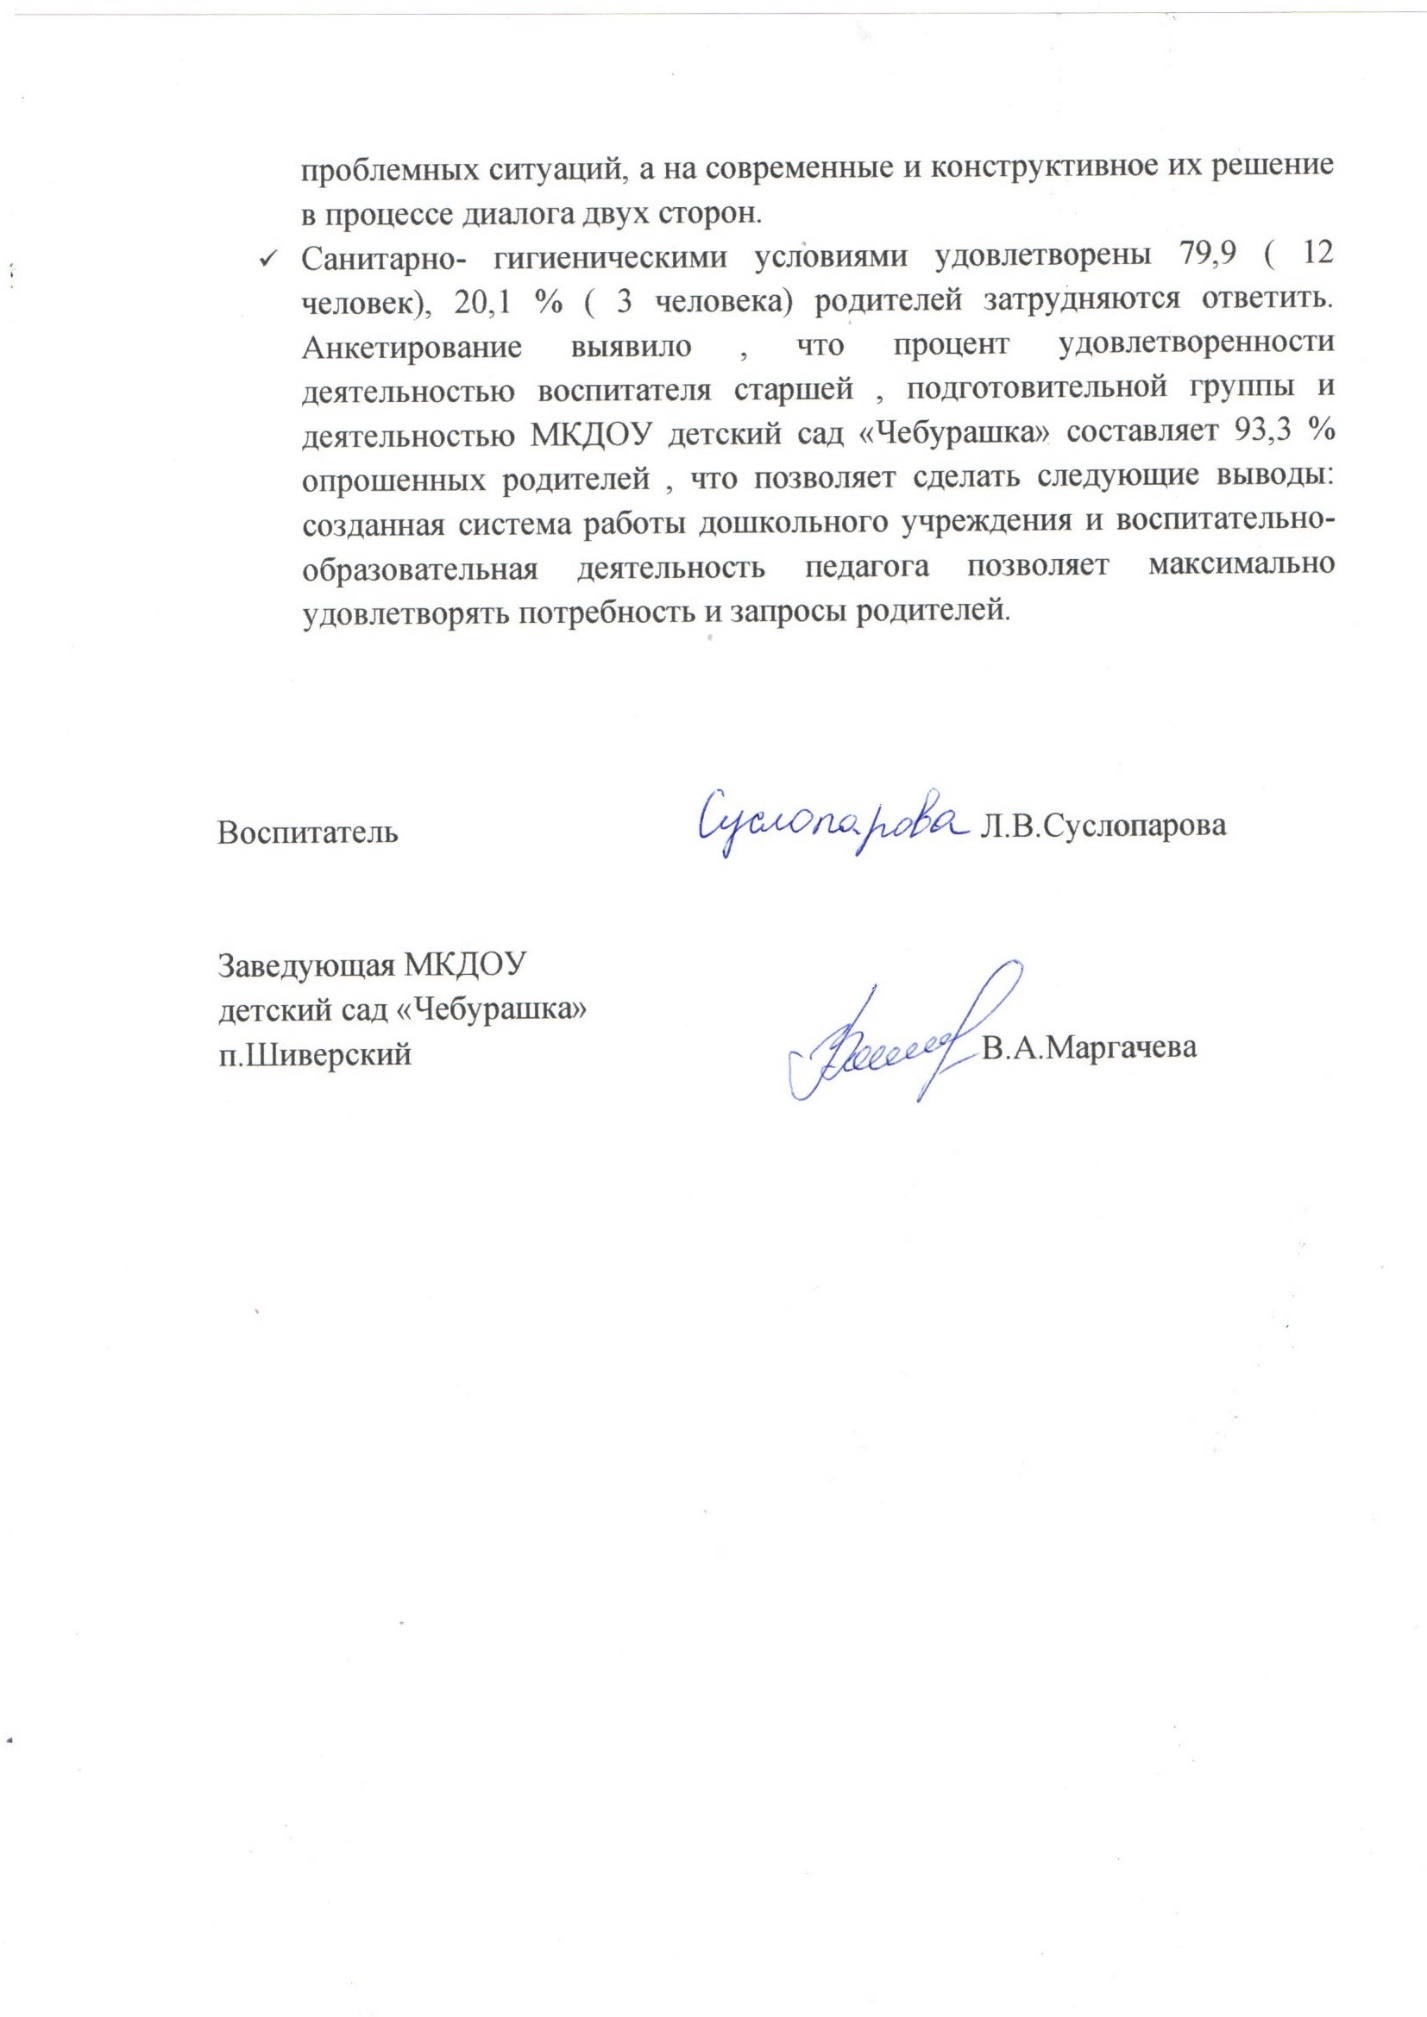 проблемных ситуаций, а на современные и конструктивное их решение
в процессе диалога двух сторон.
✓ Санитарно- гигиеническими условиями удовлетворены 79,9 ( 12
человек), 20,1 % ( 3 человека) родителей затрудняются ответить.
Анкетирование выявило , что процент удовлетворенности
деятельностью воспитателя старшей , подготовительной группы и
деятельностью МКДОУ детский сад «Чебурашка» составляет 93,3 %
опрошенных родителей , что позволяет сделать следующие выводы:
созданная система работы дошкольного учреждения и воспитательно-
образовательная деятельность педагога позволяет максимально
удовлетворять потребность и запросы родителей.
Воспитатель Суслопарова Л.В.Суслопарова
Заведующая МКДОУ
детский сад «Чебурашка»
п.Шиверский В.А.Маргачева